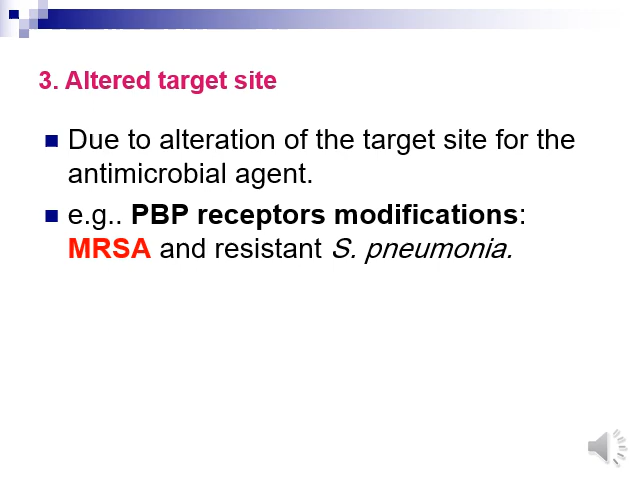 3. Altered target site
Due to alteration of the target site for the
antimicrobial agent.
e.g.. PBP receptors modifications:
MRSA and resistant S. pneumonia.